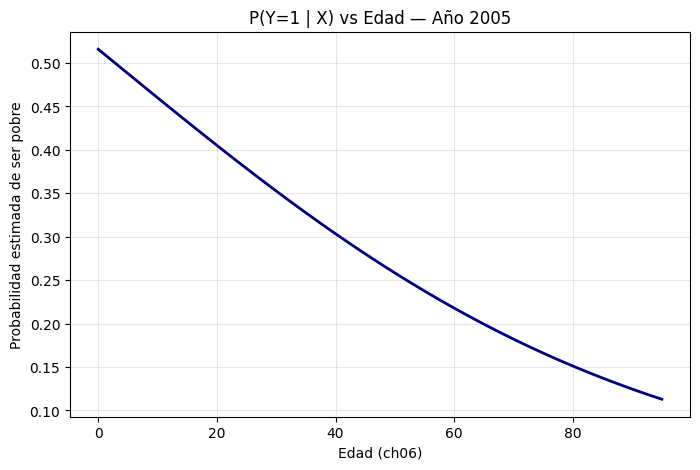 P(Y=1 | X) vs Edad — Año 2005
Probabilidad estimada de ser pobre
0.50
0.45
0.40
0.35
0.30
0.25
0.20
0.15
0.10
0 20 40 60 80
Edad (ch06)